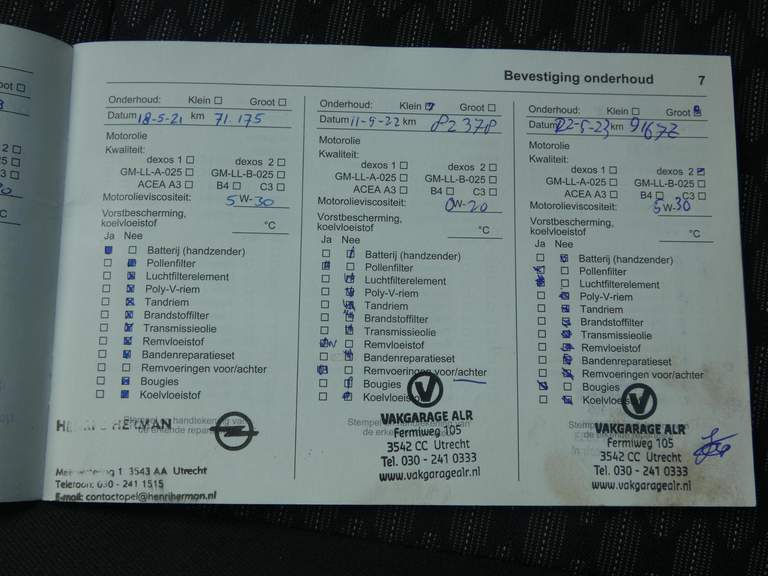 Bevestiging onderhoud 7
Onderhoud: Klein ☐ Groot ☐
Datum 18-5-21 km 71.175
Motorolie
Kwaliteit:
dexos 1 ☐ dexos 2 ☐
GM-LL-A-025 ☐ GM-LL-B-025 ☐
ACEA A3 ☐ B4 ☐ C3 ☐
Motorolieviscositeit: 5W-30
Vorstbescherming,
koelvloeistof °C
Ja Nee
Batterij (handzender)
Pollenfilter
Luchtfilterelement
Poly-V-riem
Tandriem
Brandstoffilter
Transmissieolie
Remvloeistof
Bandenreparatieset
Remvoeringen voor/achter
Bougies
Koelvloeistof
HERMAN
1 3543 AA Utrecht
Telefoon: 030 - 241 1515
E-mail: contactopel@henriherman.nl
Onderhoud: Klein ☑ Groot ☐
Datum 11-5-22 km 82378
Motorolie
Kwaliteit:
dexos 1 ☐ dexos 2 ☐
GM-LL-A-025 ☐ GM-LL-B-025 ☐
ACEA A3 ☐ B4 ☐ C3 ☐
Motorolieviscositeit: 0W-20
Vorstbescherming,
koelvloeistof °C
Ja Nee
Batterij (handzender)
Pollenfilter
Luchtfilterelement
Poly-V-riem
Tandriem
Brandstoffilter
Transmissieolie
Remvloeistof
Bandenreparatieset
Remvoeringen voor/achter
Bougies
Koelvloeistof
VAKGARAGE ALR
Fermiweg 105
3542 CC Utrecht
Tel. 030 - 241 0333
www.vakgaragealr.nl
Onderhoud: Klein ☐ Groot ☑
Datum 22-5-23 km 91672
Motorolie
Kwaliteit:
dexos 1 ☐ dexos 2 ☑
GM-LL-A-025 ☐ GM-LL-B-025 ☐
ACEA A3 ☐ B4 ☐ C3 ☐
Motorolieviscositeit: 5W-30
Vorstbescherming,
koelvloeistof °C
Ja Nee
Batterij (handzender)
Pollenfilter
Luchtfilterelement
Poly-V-riem
Tandriem
Brandstoffilter
Transmissieolie
Remvloeistof
Bandenreparatieset
Remvoeringen voor/achter
Bougies
VAKGARAGE ALR
Fermiweg 105
3542 CC Utrecht
Tel. 030 - 241 0333
www.vakgaragealr.nl